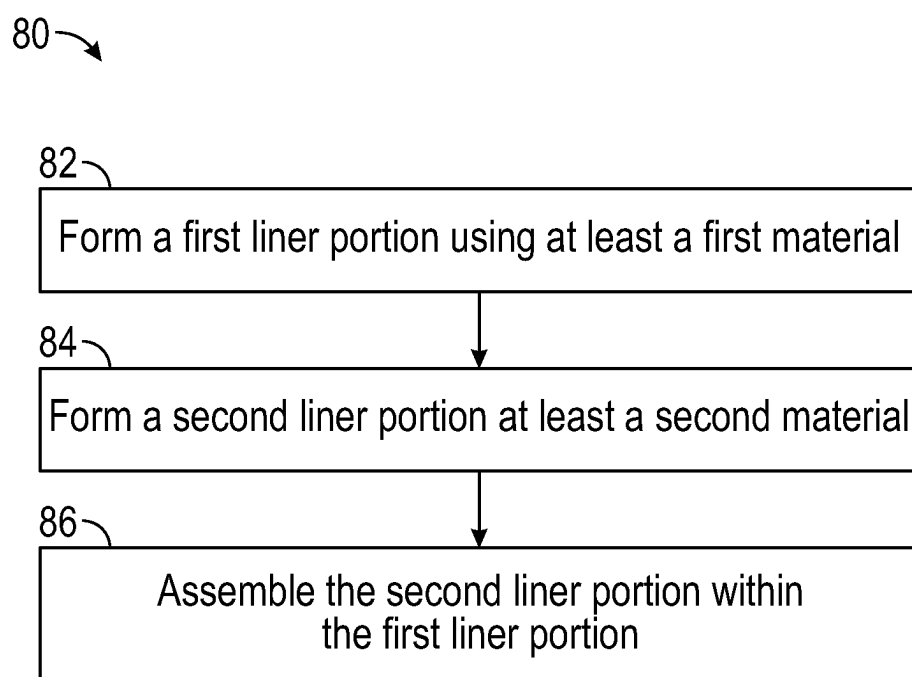 80
82
Form a first liner portion using at least a first material
84
Form a second liner portion at least a second material
86
Assemble the second liner portion within
the first liner portion